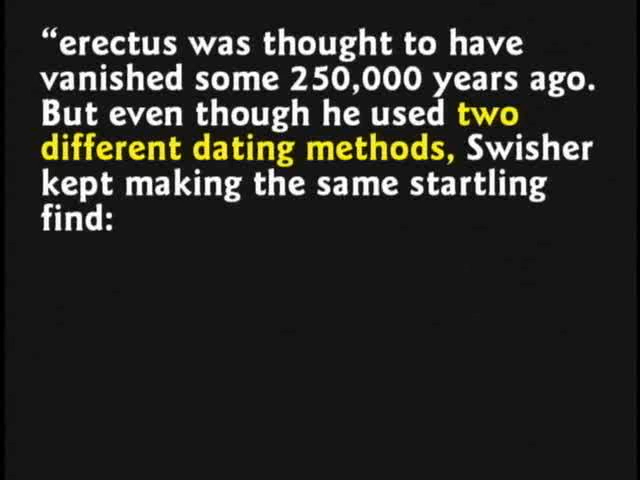 “erectus was thought to have
vanished some 250,000 years ago.
But even though he used two
different dating methods, Swisher
kept making the same startling
find: